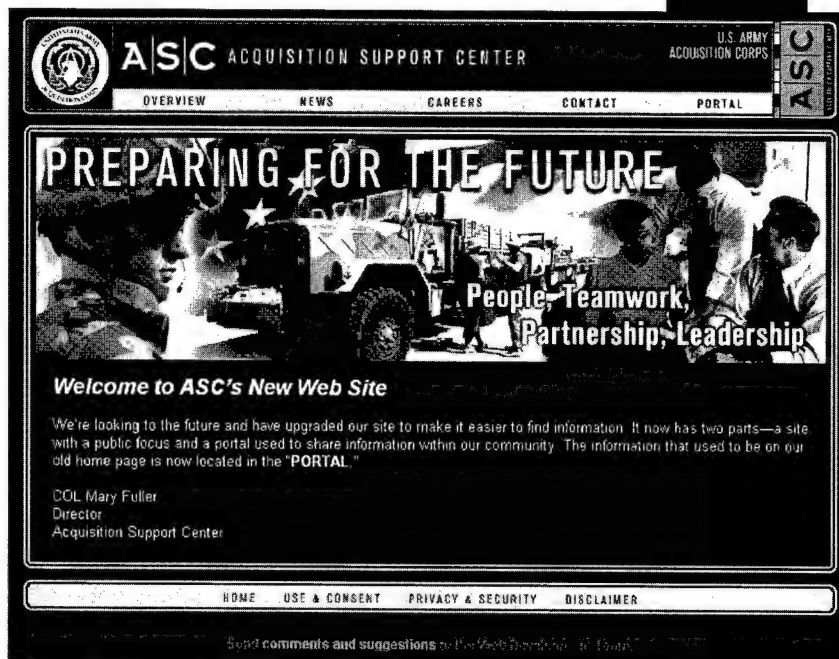 A|S|C ACQUISITION SUPPORT CENTER
U.S. ARMY
ACQUISITION CORPS
ASC
OVERVIEW NEWS CAREERS CONTACT PORTAL
PREPARING FOR THE FUTURE
People, Teamwork,
Partnership, Leadership
Welcome to ASC's New Web Site
We're looking to the future and have upgraded our site to make it easier to find information. It now has two parts—a site
with a public focus and a portal used to share information within our community. The information that used to be on our
old home page is now located in the "PORTAL."
COL Mary Fuller
Director
Acquisition Support Center
HOME USE & CONSENT PRIVACY & SECURITY DISCLAIMER
Send comments and suggestions to the Web